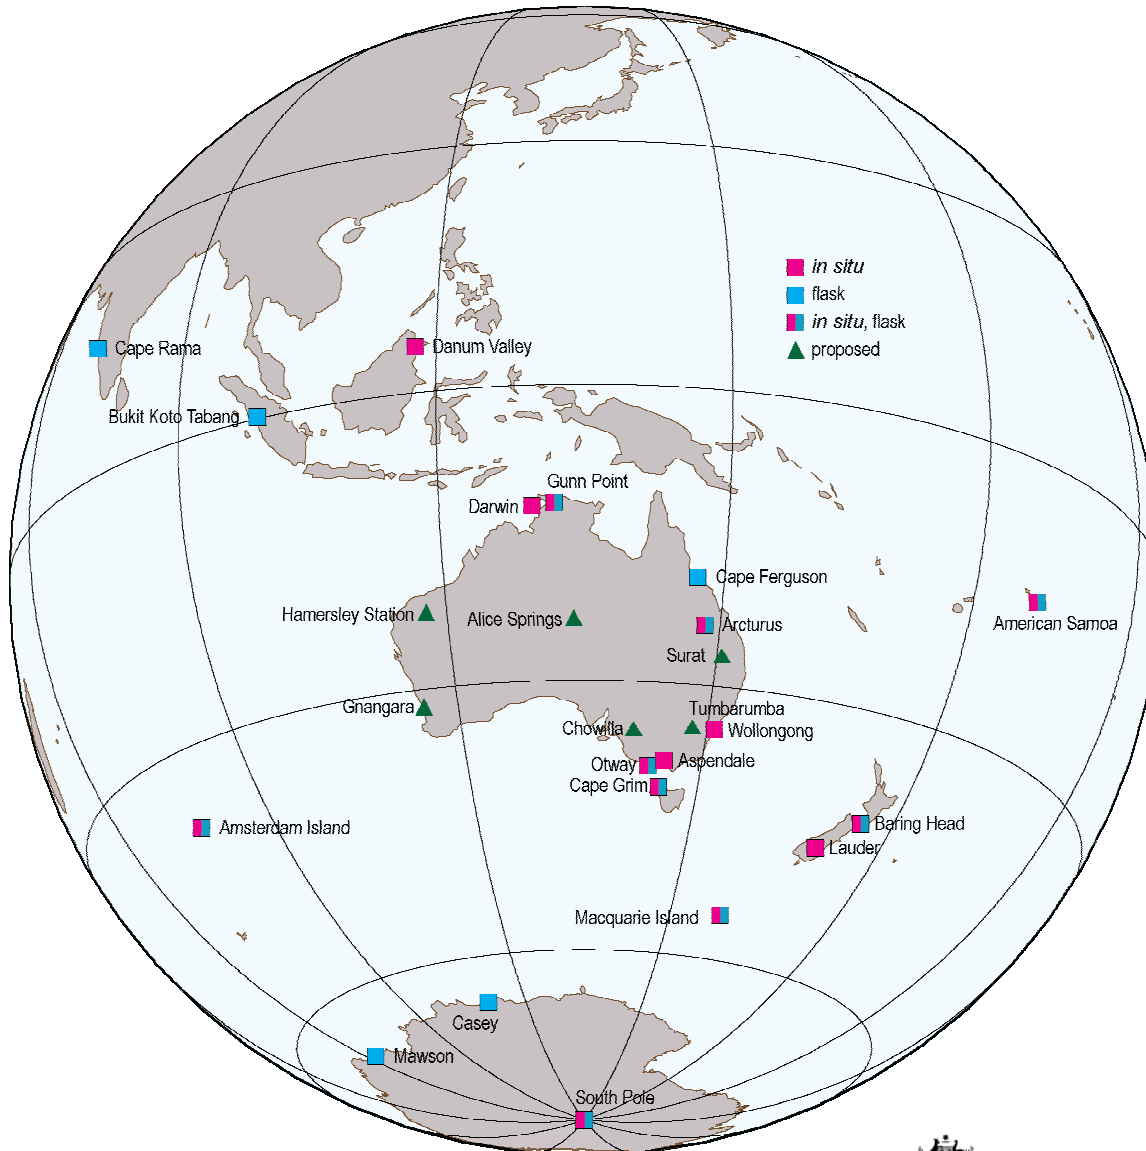 in situ
flask
in situ, flask
proposed
Cape Rama
Danum Valley
Bukit Koto Tabang
Gunn Point
Darwin
Cape Ferguson
Hamersley Station
Alice Springs
American Samoa
Arcturus
Surat
Gnangara
Tumbarumba
Chowilla
Wollongong
Otway
Aspendale
Cape Grim
Amsterdam Island
Baring Head
Lauder
Macquarie Island
Casey
Mawson
South Pole